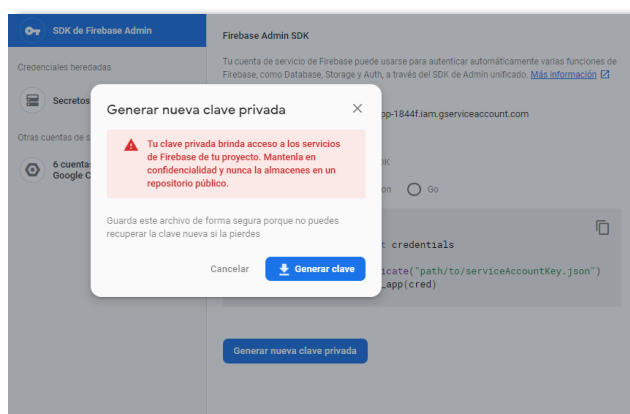 SDK de Firebase Admin
Credenciales heredadas
Secretos
Otras cuentas de s
6 cuenta
Google C
Firebase Admin SDK
Tu cuenta de servicio de Firebase puede usarse para autenticar automáticamente varias funciones de
Firebase, como Database, Storage y Auth, a través del SDK de Admin unificado. Más información
pp-1844f.iam.gserviceaccount.com
DK
on Go
t credentials
icate("path/to/serviceAccountKey.json")
_app(cred)
Generar nueva clave privada
Generar nueva clave privada
Tu clave privada brinda acceso a los servicios
de Firebase de tu proyecto. Mantenla en
confidencialidad y nunca la almacenes en un
repositorio público.
Guarda este archivo de forma segura porque no puedes
recuperar la clave nueva si la pierdes
Cancelar Generar clave